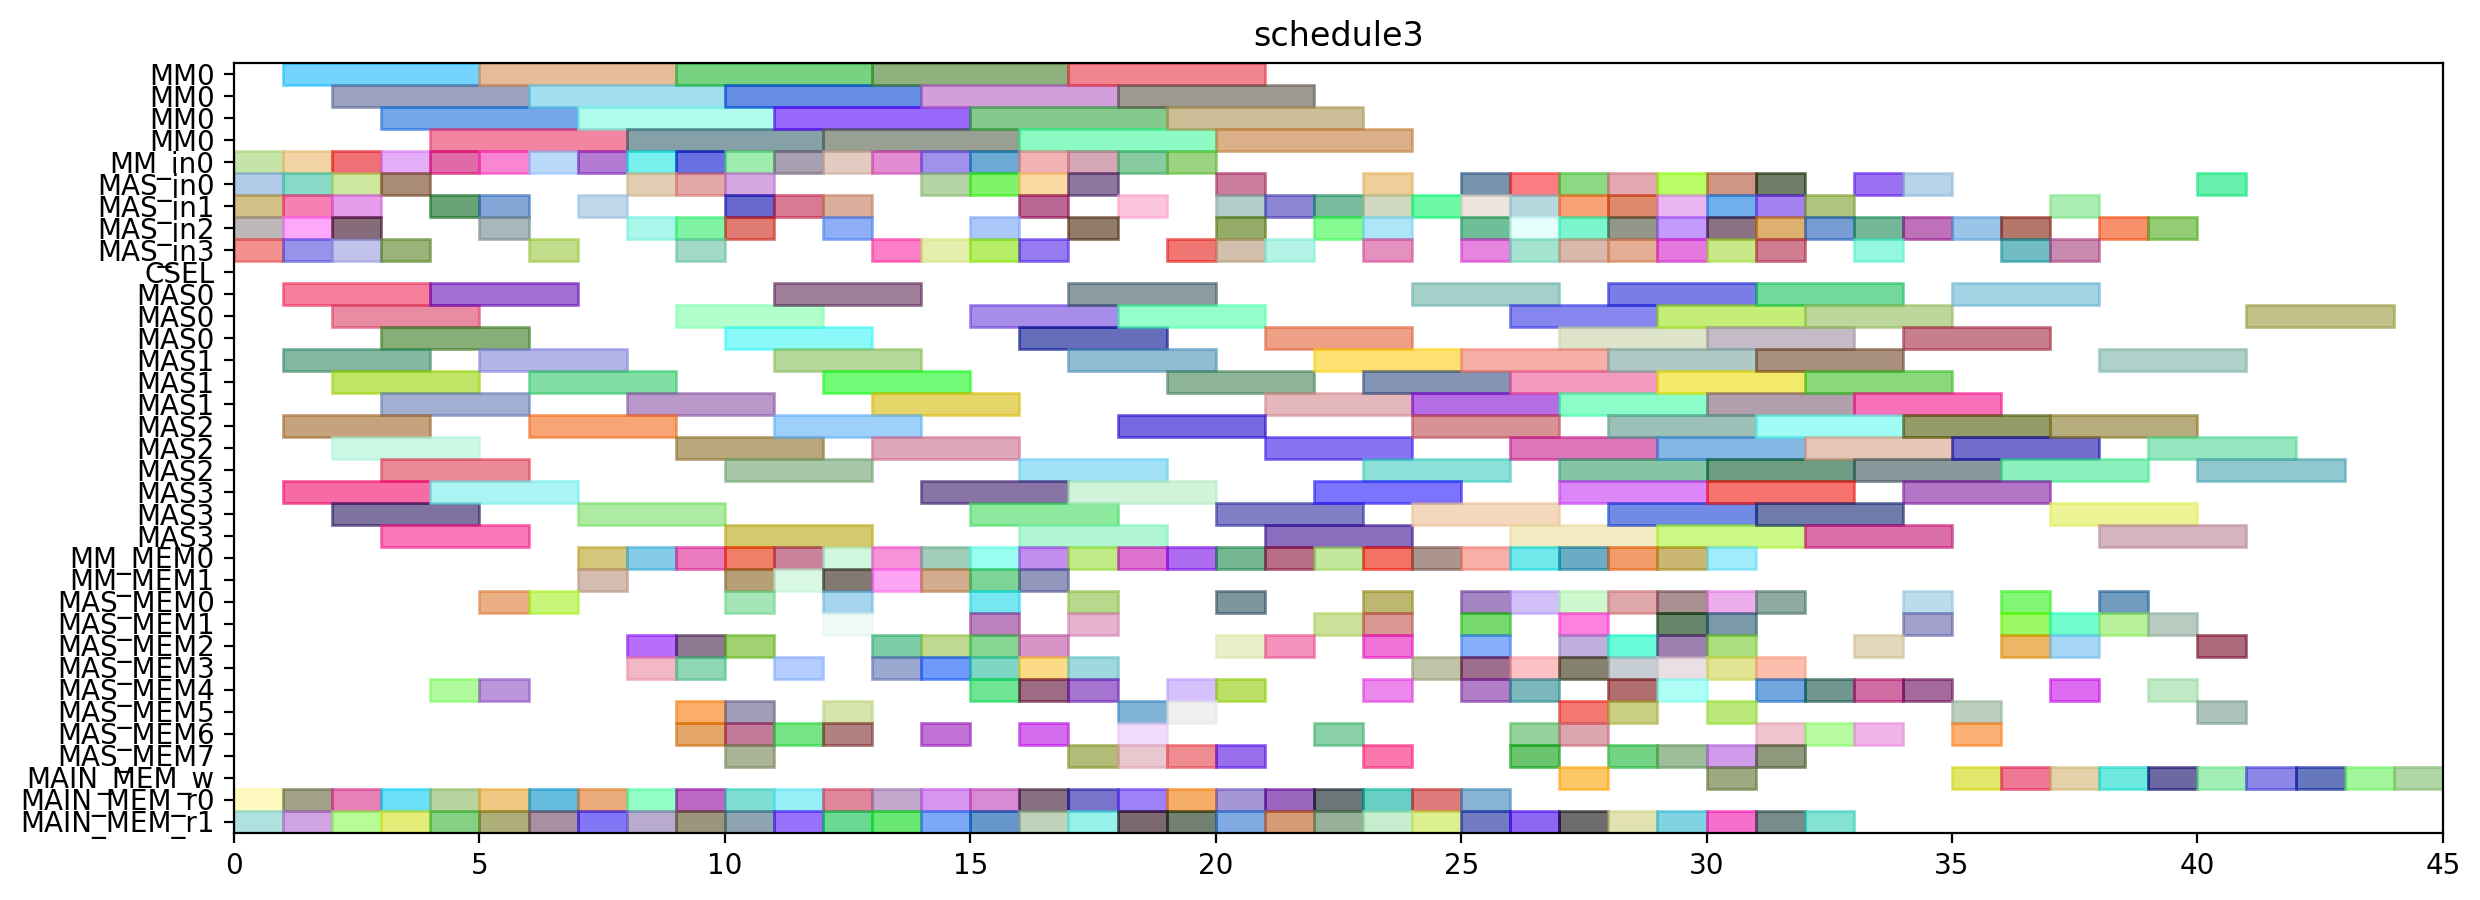 schedule3
MM0
MM0
MM0
MM0
MM_in0
MAS_in0
MAS_in1
MAS_in2
MAS_in3
CSEL
MAS0
MAS0
MAS0
MAS1
MAS1
MAS1
MAS2
MAS2
MAS2
MAS3
MAS3
MAS3
MM_MEM0
MM_MEM1
MAS_MEM0
MAS_MEM1
MAS_MEM2
MAS_MEM3
MAS_MEM4
MAS_MEM5
MAS_MEM6
MAS_MEM7
MAIN_MEM_w
MAIN_MEM_r0
MAIN_MEM_r1
0 5 10 15 20 25 30 35 40 45